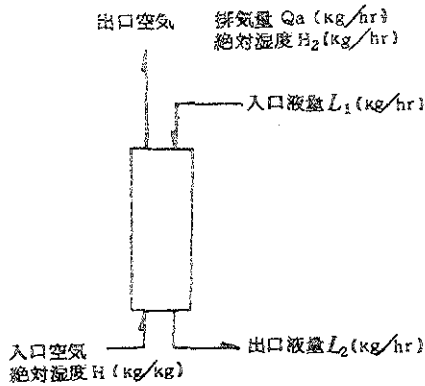 出口空気
排気量 Qa (Kg/hr)
絶対湿度 H₂(Kg/hr)
入口液量 L₁ (Kg/hr)
入口空気
絶対湿度 H (Kg/kg)
出口液量 L₂ (Kg/hr)